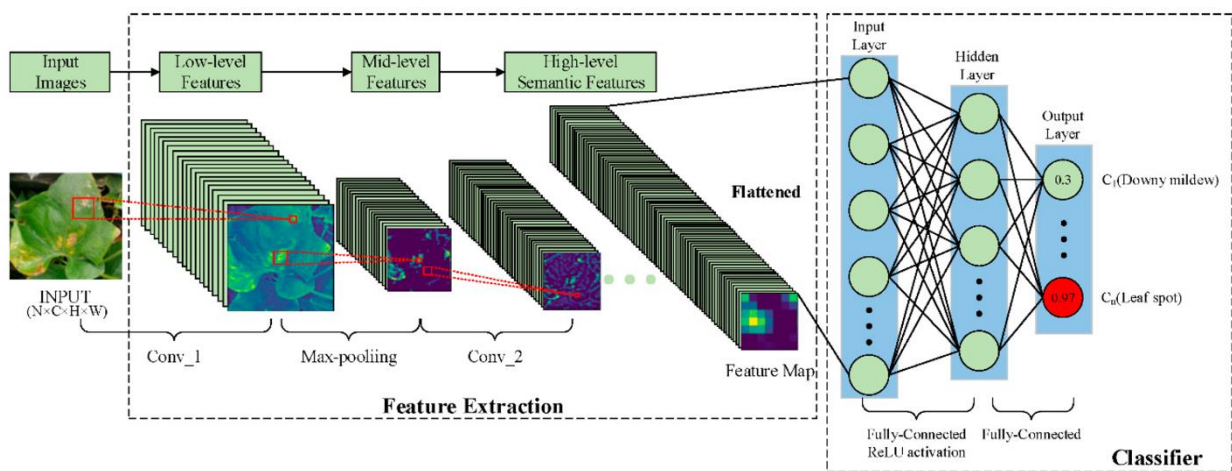 Input
Images
Low-level
Features
Mid-level
Features
High-level
Semantic Features
INPUT
(N×C×H×W)
Conv_1
Max-pooliing
Conv_2
Flattened
Feature Map
Feature Extraction
Input
Layer
Hidden
Layer
Output
Layer
0.3
C1(Downy mildew)
0.97
Cn(Leaf spot)
Fully-Connected
ReLU activation
Fully-Connected
Classifier